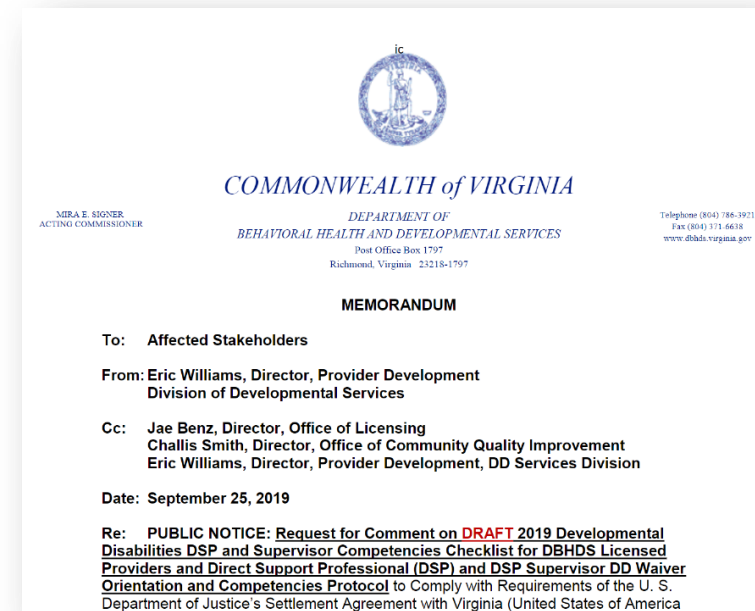 ic
VIRGINIA
COMMONWEALTH of VIRGINIA
MIRA E. SIGNER
ACTING COMMISSIONER
DEPARTMENT OF
BEHAVIORAL HEALTH AND DEVELOPMENTAL SERVICES
Post Office Box 1797
Richmond, Virginia 23218-1797
Telephone (804) 786-3921
Fax (804) 371-6638
www.dbhds.virginia.gov
MEMORANDUM
To: Affected Stakeholders
From: Eric Williams, Director, Provider Development
Division of Developmental Services
Cc: Jae Benz, Director, Office of Licensing
Challis Smith, Director, Office of Community Quality Improvement
Eric Williams, Director, Provider Development, DD Services Division
Date: September 25, 2019
Re: PUBLIC NOTICE: Request for Comment on DRAFT 2019 Developmental
Disabilities DSP and Supervisor Competencies Checklist for DBHDS Licensed
Providers and Direct Support Professional (DSP) and DSP Supervisor DD Waiver
Orientation and Competencies Protocol to Comply with Requirements of the U. S.
Department of Justice's Settlement Agreement with Virginia (United States of America